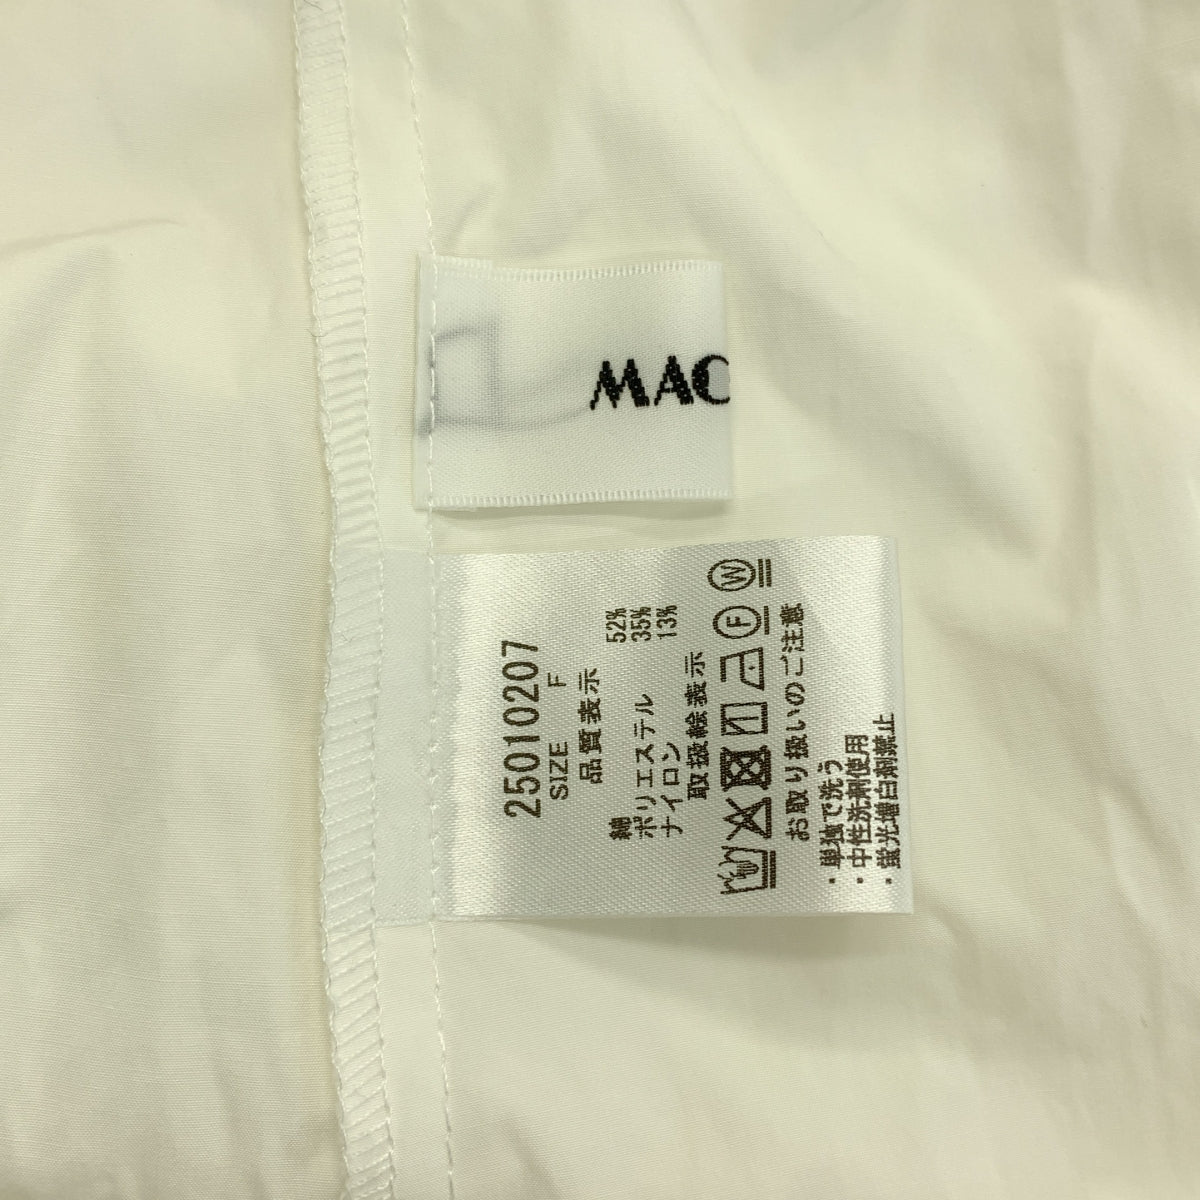 MAC
25010207
SIZE F
品質表示
綿 52%
ポリエステル 35%
ナイロン 13%
取扱絵表示
F W
お取り扱いのご注意
・単独で洗う
・中性洗剤使用
・蛍光増白剤禁止